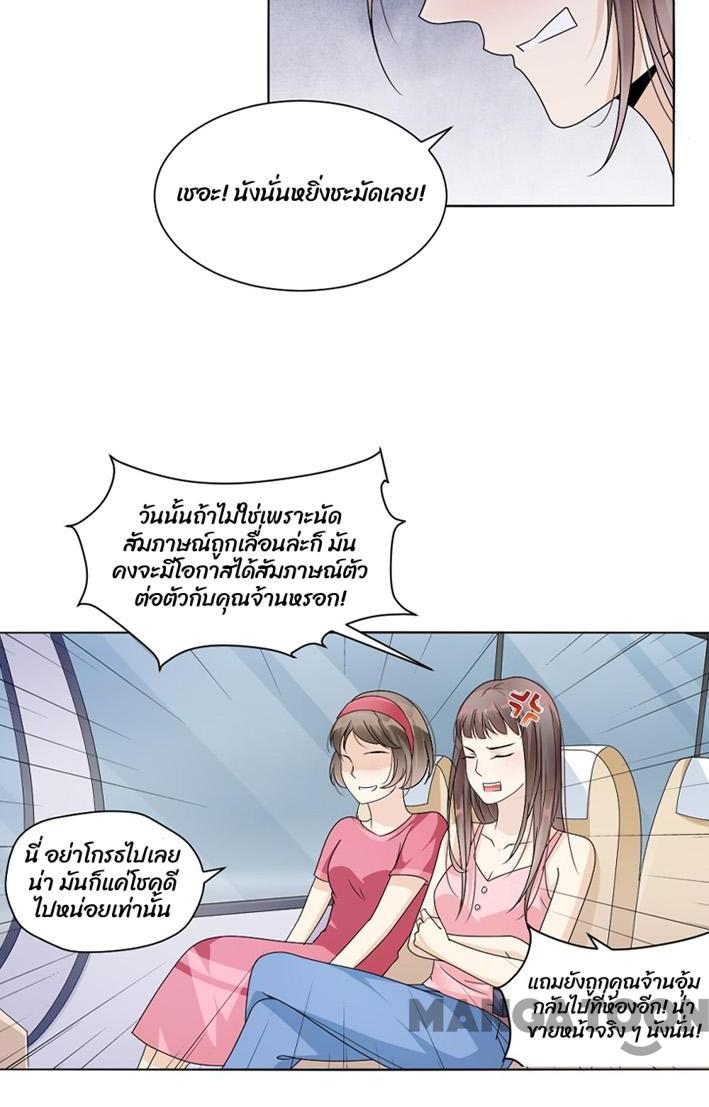 เชอะ! นังนั่นหยิ่งชะมัดเลย!
วันนั้นถ้าไม่ใช่เพราะนัด
สัมภาษณ์ถูกเลื่อนล่ะก็ มัน
คงจะมีโอกาสได้สัมภาษณ์ตัว
ต่อตัวกับคุณจ้านหรอก!
นี่ อย่าโกรธไปเลย
น่า มันก็แค่โชคดี
ไปหน่อยเท่านั้น
แถมยังถูกคุณจ้านอุ้ม
กลับไปที่ห้องอีก! น่า
ขายหน้าจริง ๆ นังนั่น!
MANGATOON